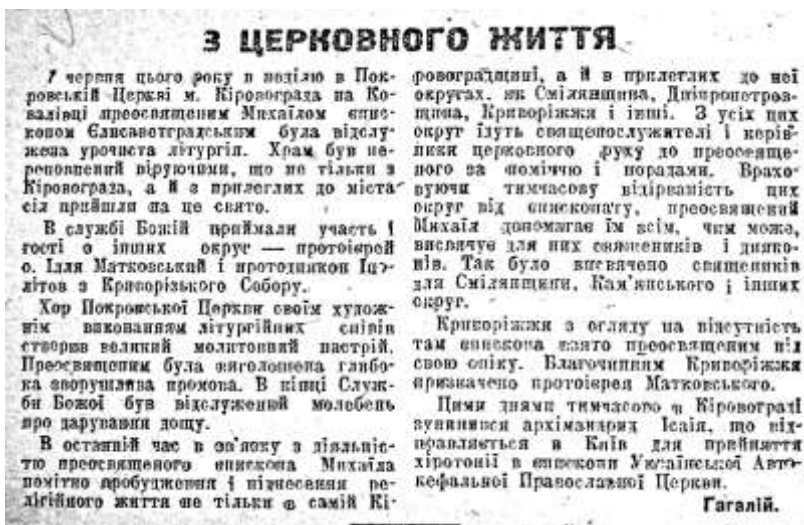 З ЦЕРКОВНОГО ЖИТТЯ
7 червня цього року в неділю в Пок-
ровській Церкві м. Кіровограда на Ко-
валівці преосвященим Михаїлом єпис-
копом Єлисаветградським була відслу-
жена урочиста літургія. Храм був пе-
реповнений віруючими, що не тільки з
Кіровограда, а й з прилеглих до міста
сіл прийшли на це свято.
В службі Божій приймали участь і
гості з інших округ — протоієрей
о. Ілля Матковський і протодиякон Іпо-
літов з Криворізького Собору.
Хор Покровської Церкви своїм худож-
нім виконанням літургійних співів
створив великий молитовний настрій.
Преосвященим була виголошена глибо-
ка зворушлива промова. В кінці Служ-
би Божої був відслужений молебень
про дарування дощу.
В останній час в зв'язку з діяльніс-
тю преосвященого єпископа Михаїла
помітно пробудження і піднесення ре-
лігійного життя не тільки в самій Кі-
ровоградщині, а й в прилеглих до неї
округах, як Смілянщина, Дніпропетров-
щина, Криворіжжя і інші. З усіх цих
округ їдуть священослужителі і керів-
ники церковного руху до преосвяще-
ного за поміччю і порадами. Врахо-
вуючи тимчасову відірваність цих
округ від єпископату, преосвящений
Михаїл допомагає їм всім, чим може,
висвячує для них священиків і дияко-
нів. Так було висвячено священиків
для Смілянщини, Кам'янського і інших
округ.
Криворіжжя з огляду на відсутність
там єпископа взято преосвященим під
свою опіку. Благочинним Криворіжжя
призначено протоієрея Матковського.
Цими днями тимчасово в Кіровограді
зупинився архімандрит Ісаія, що від-
правляється в Київ для прийняття
хіротонії в єпископи Української Авто-
кефальної Православної Церкви.
Гагалій.